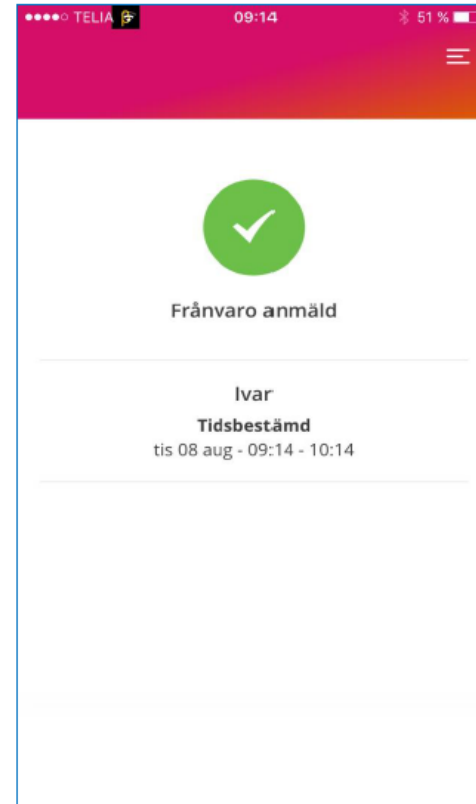 TELIA 09:14 51 %
Frånvaro anmäld
Ivar
Tidsbestämd
tis 08 aug - 09:14 - 10:14